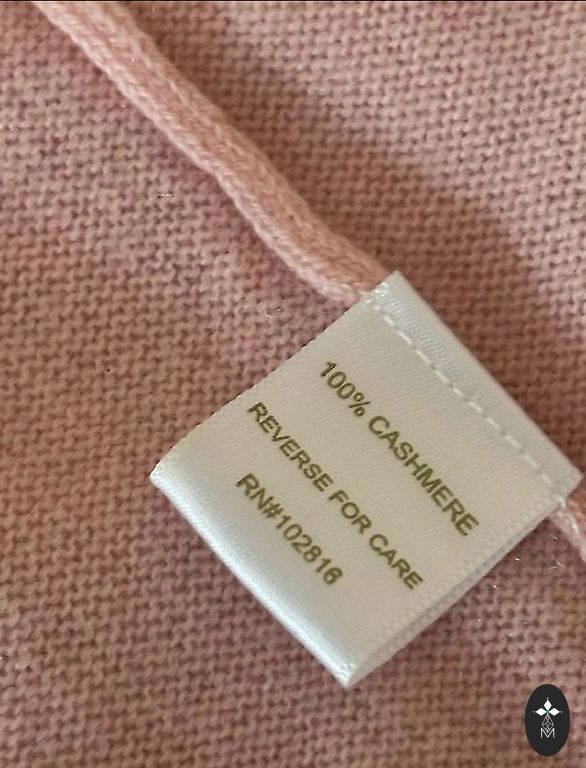 100% CASHMERE
REVERSE FOR CARE
RN#102816
M